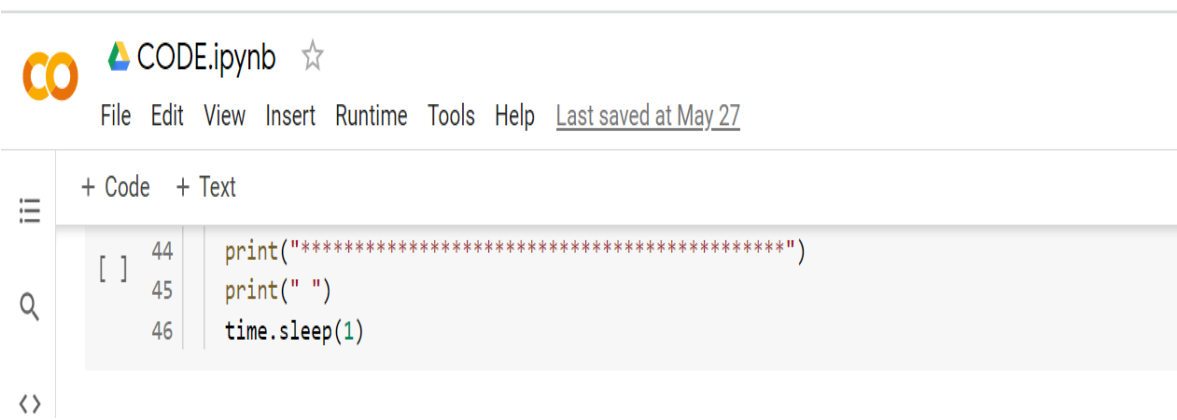 CODE.ipynb
File Edit View Insert Runtime Tools Help Last saved at May 27
+ Code + Text
[ ]
44 print("*********************************************")
45 print(" ")
46 time.sleep(1)